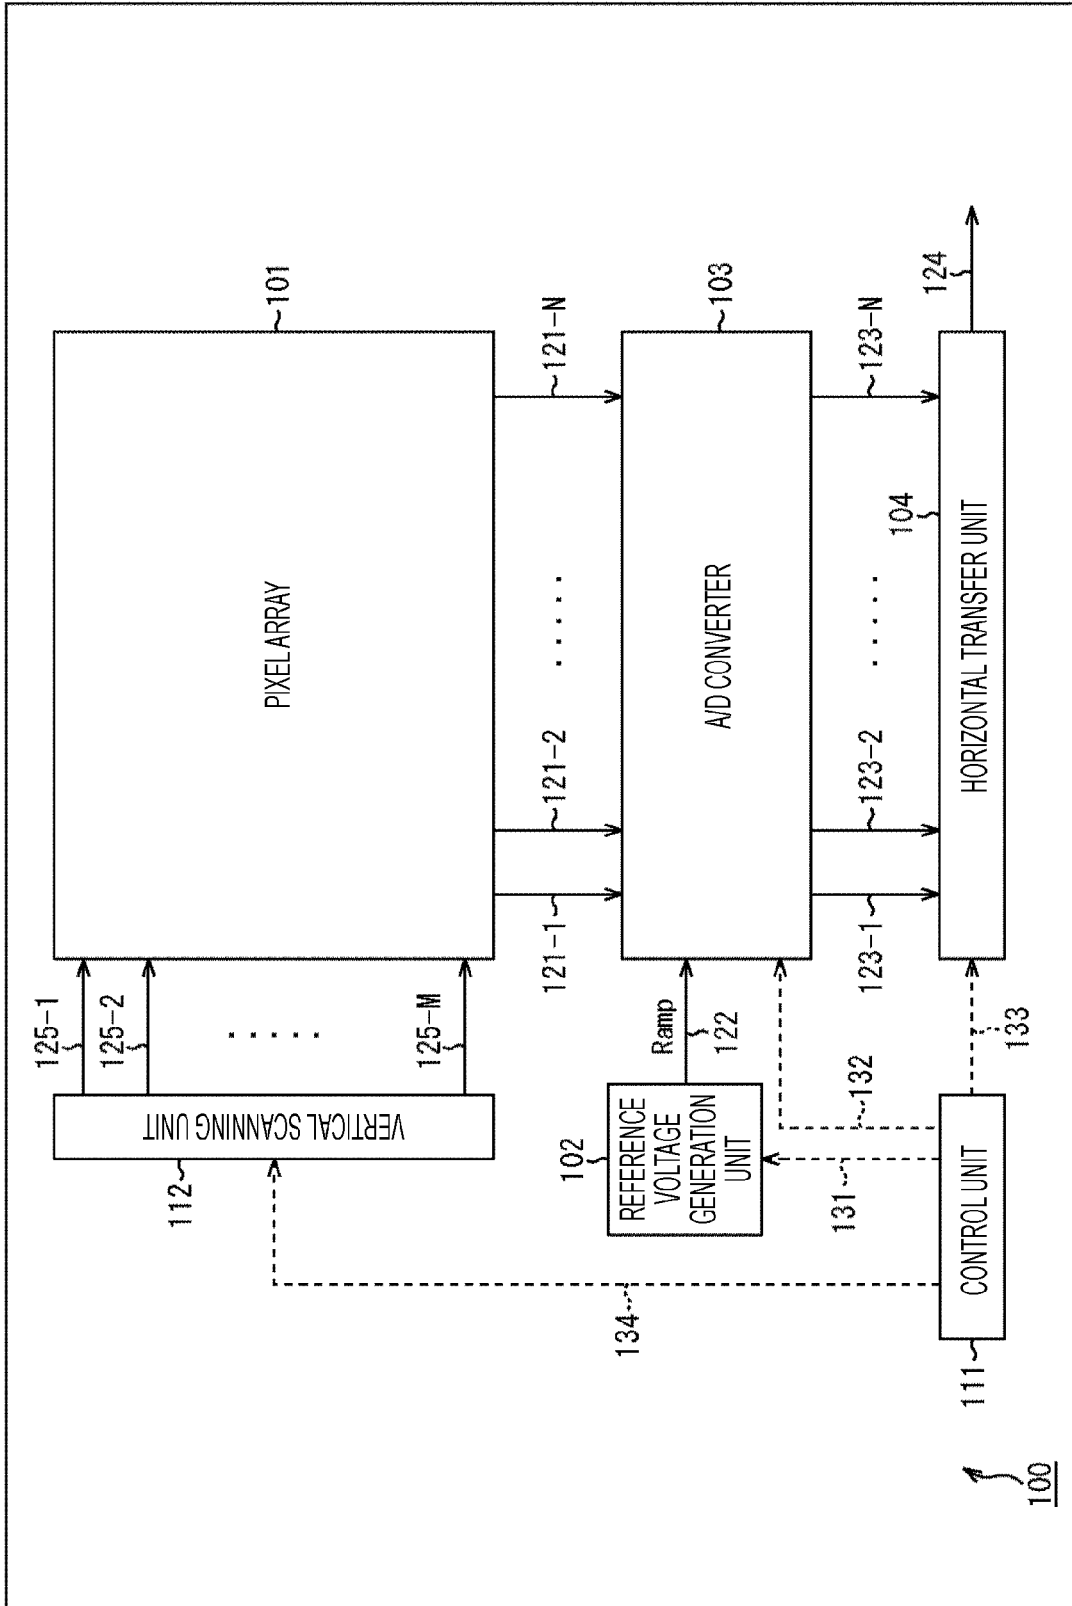 125-1
125-2
. . . . .
125-M
VERTICAL SCANNING UNIT
112
PIXEL ARRAY
101
121-1
121-2
. . . . .
121-N
134
102
REFERENCE
VOLTAGE
GENERATION
UNIT
Ramp
122
A/D CONVERTER
103
131
132
123-1
123-2
. . . . .
123-N
104
111
CONTROL UNIT
133
HORIZONTAL TRANSFER UNIT
124
100